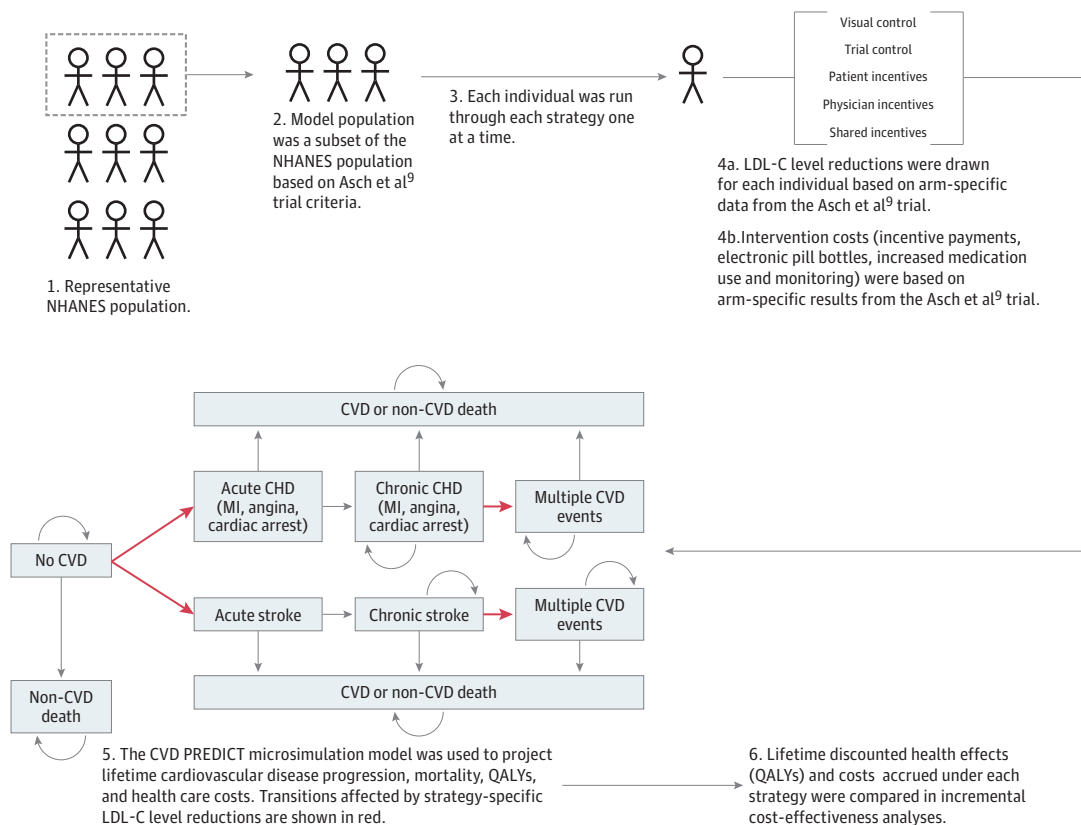 1. Representative
NHANES population.
2. Model population
was a subset of the
NHANES population
based on Asch et al9
trial criteria.
3. Each individual was run
through each strategy one
at a time.
Visual control
Trial control
Patient incentives
Physician incentives
Shared incentives
4a. LDL-C level reductions were drawn
for each individual based on arm-specific
data from the Asch et al9 trial.
4b.Intervention costs (incentive payments,
electronic pill bottles, increased medication
use and monitoring) were based on
arm-specific results from the Asch et al9 trial.
CVD or non-CVD death
Acute CHD
(MI, angina,
cardiac arrest)
Chronic CHD
(MI, angina,
cardiac arrest)
Multiple CVD
events
No CVD
Acute stroke
Chronic stroke
Multiple CVD
events
CVD or non-CVD death
Non-CVD
death
5. The CVD PREDICT microsimulation model was used to project
lifetime cardiovascular disease progression, mortality, QALYs,
and health care costs. Transitions affected by strategy-specific
LDL-C level reductions are shown in red.
6. Lifetime discounted health effects
(QALYs) and costs accrued under each
strategy were compared in incremental
cost-effectiveness analyses.